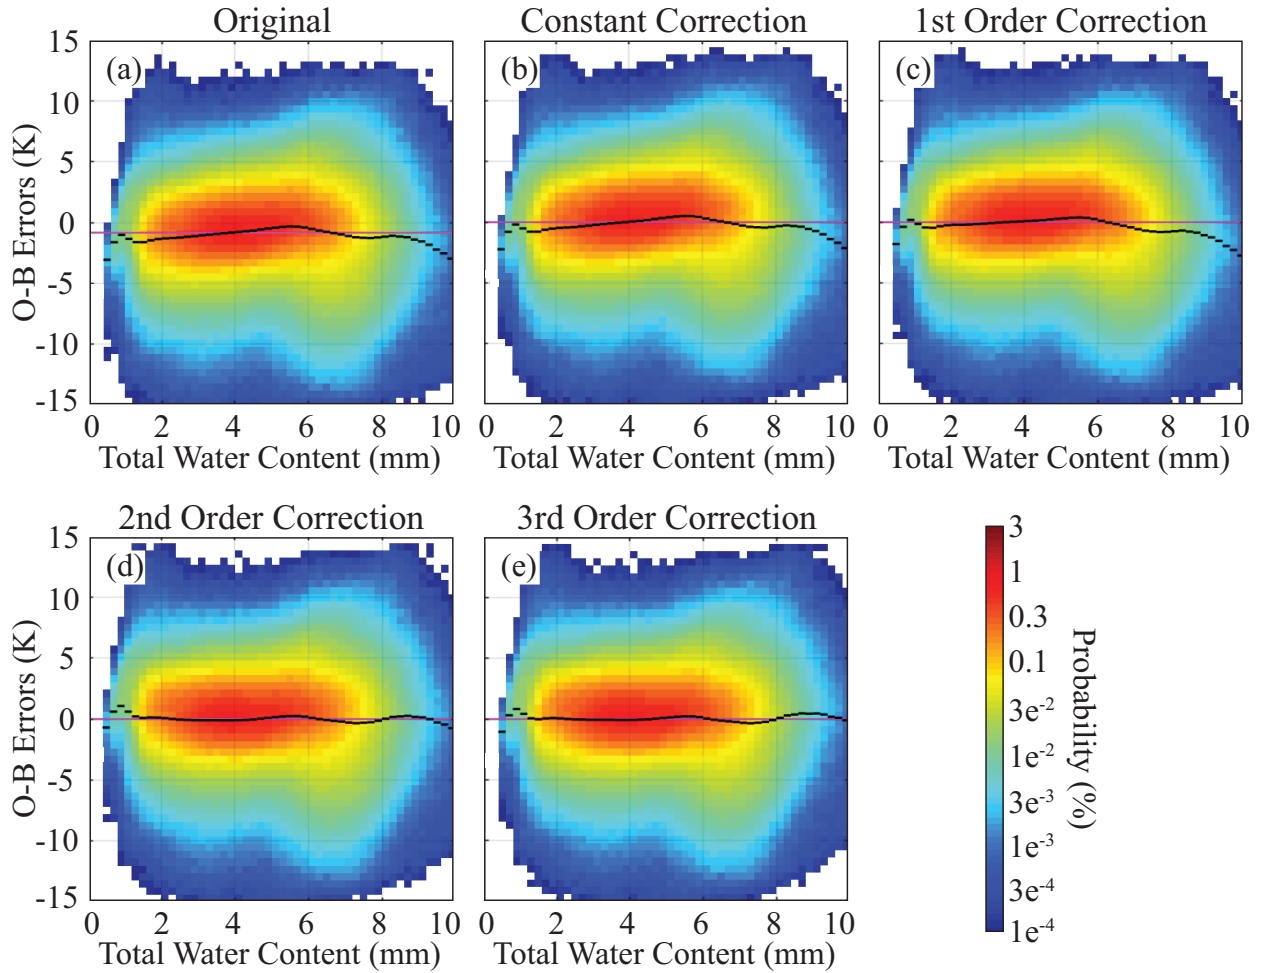 Original
Constant Correction
1st Order Correction
15
10
5
0
-5
-10
-15
O-B Errors (K)
(a)
(b)
(c)
0 2 4 6 8 10
0 2 4 6 8 10
0 2 4 6 8 10
Total Water Content (mm)
Total Water Content (mm)
Total Water Content (mm)
2nd Order Correction
3rd Order Correction
15
10
5
0
-5
-10
-15
O-B Errors (K)
(d)
(e)
0 2 4 6 8 10
0 2 4 6 8 10
Total Water Content (mm)
Total Water Content (mm)
3
1
0.3
0.1
3e-2
1e-2
3e-3
1e-3
3e-4
1e-4
Probability (%)